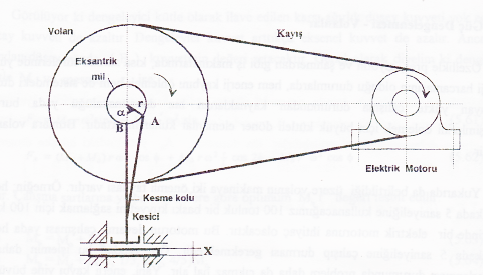 Volan
Kayış
Eksantrik
mil
α
r
B
A
Elektrik Motoru
Kesme kolu
Kesici
X